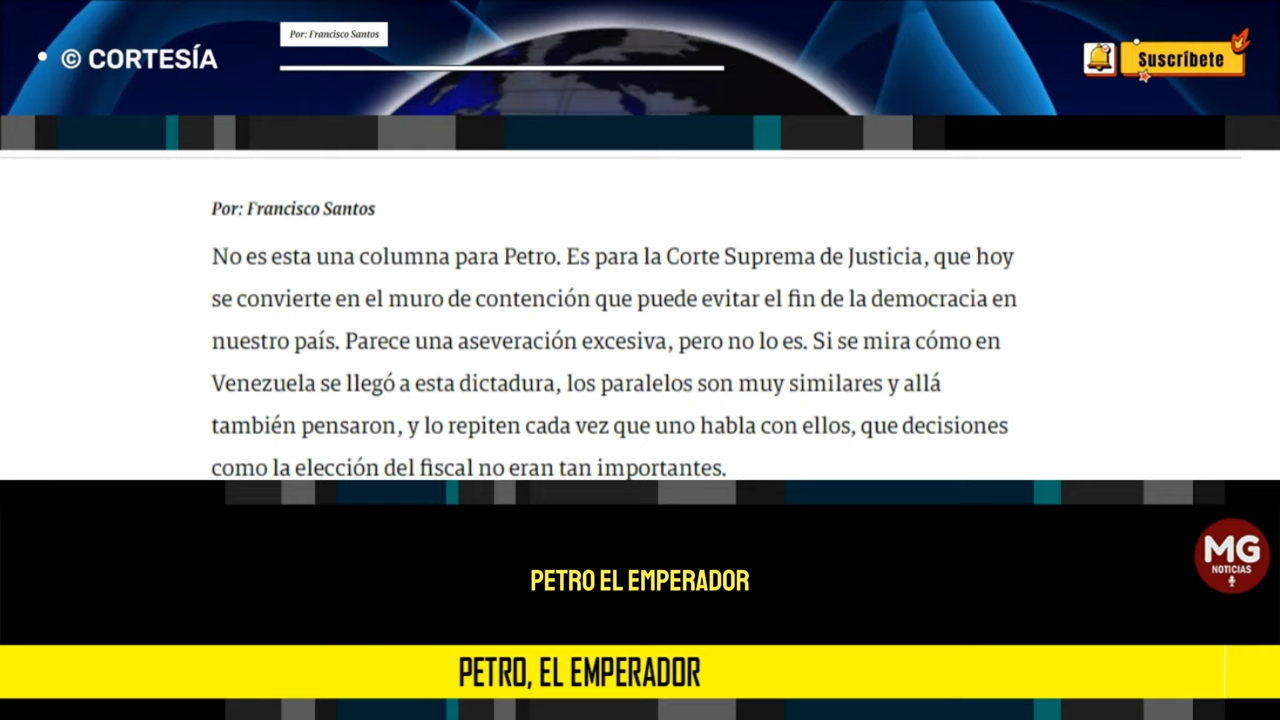 Por: Francisco Santos
© CORTESÍA
Suscríbete
Por: Francisco Santos
No es esta una columna para Petro. Es para la Corte Suprema de Justicia, que hoy
se convierte en el muro de contención que puede evitar el fin de la democracia en
nuestro país. Parece una aseveración excesiva, pero no lo es. Si se mira cómo en
Venezuela se llegó a esta dictadura, los paralelos son muy similares y allá
también pensaron, y lo repiten cada vez que uno habla con ellos, que decisiones
como la elección del fiscal no eran tan importantes.
MG
NOTICIAS
PETRO EL EMPERADOR
PETRO, EL EMPERADOR